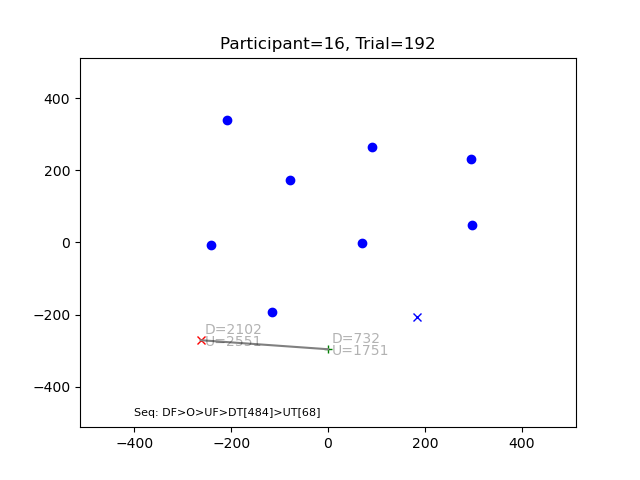 Participant=16, Trial=192
400
200
0
−200
−400
D=2102
U=2551
D=732
U=1751
Seq: DF>O>UF>DT[484]>UT[68]
−400
−200
0
200
400